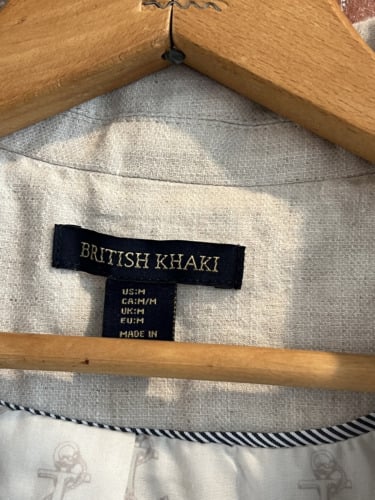 BRITISH KHAKI
US:M
CA:M/M
UK:M
EU:M
MADE IN